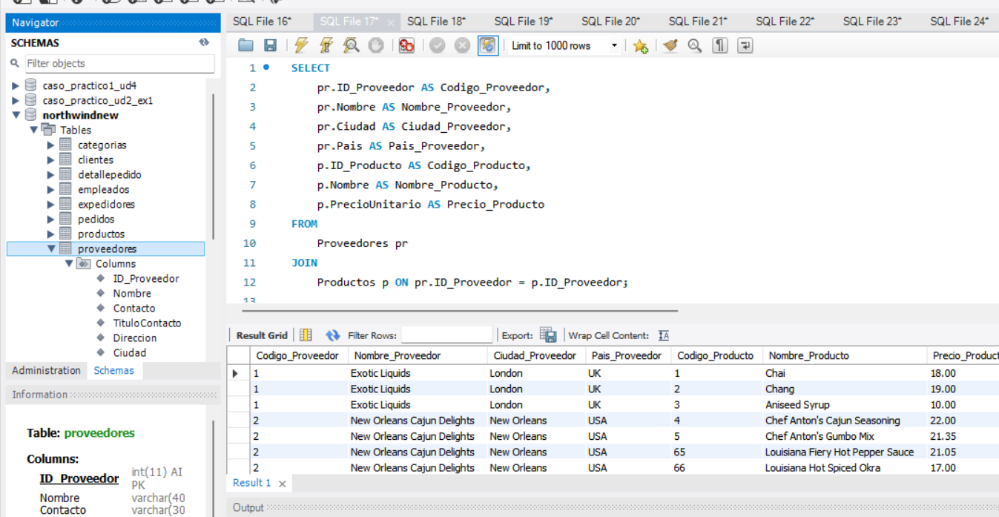 Navigator
SQL File 16*
SQL File 17*
SQL File 18*
SQL File 19*
SQL File 20*
SQL File 21*
SQL File 22*
SQL File 23*
SQL File 24*
SCHEMAS
Filter objects
caso_practico1_ud4
caso_practico_ud2_ex1
northwindnew
Tables
categorias
clientes
detallepedido
empleados
expedidores
pedidos
productos
proveedores
Columns
ID_Proveedor
Nombre
Contacto
TituloContacto
Direccion
Ciudad
Administration Schemas
Information
Table: proveedores
Columns:
ID_Proveedor int(11) AI
PK
Nombre varchar(40
Contacto varchar(30
Limit to 1000 rows
1 SELECT
2 pr.ID_Proveedor AS Codigo_Proveedor,
3 pr.Nombre AS Nombre_Proveedor,
4 pr.Ciudad AS Ciudad_Proveedor,
5 pr.Pais AS Pais_Proveedor,
6 p.ID_Producto AS Codigo_Producto,
7 p.Nombre AS Nombre_Producto,
8 p.PrecioUnitario AS Precio_Producto
9 FROM
10 Proveedores pr
11 JOIN
12 Productos p ON pr.ID_Proveedor = p.ID_Proveedor;
13
Result Grid Filter Rows: Export: Wrap Cell Content:
Codigo_Proveedor Nombre_Proveedor Ciudad_Proveedor Pais_Proveedor Codigo_Producto Nombre_Producto Precio_Product
1 Exotic Liquids London UK 1 Chai 18.00
1 Exotic Liquids London UK 2 Chang 19.00
1 Exotic Liquids London UK 3 Aniseed Syrup 10.00
2 New Orleans Cajun Delights New Orleans USA 4 Chef Anton's Cajun Seasoning 22.00
2 New Orleans Cajun Delights New Orleans USA 5 Chef Anton's Gumbo Mix 21.35
2 New Orleans Cajun Delights New Orleans USA 65 Louisiana Fiery Hot Pepper Sauce 21.05
2 New Orleans Cajun Delights New Orleans USA 66 Louisiana Hot Spiced Okra 17.00
Result 1
Output